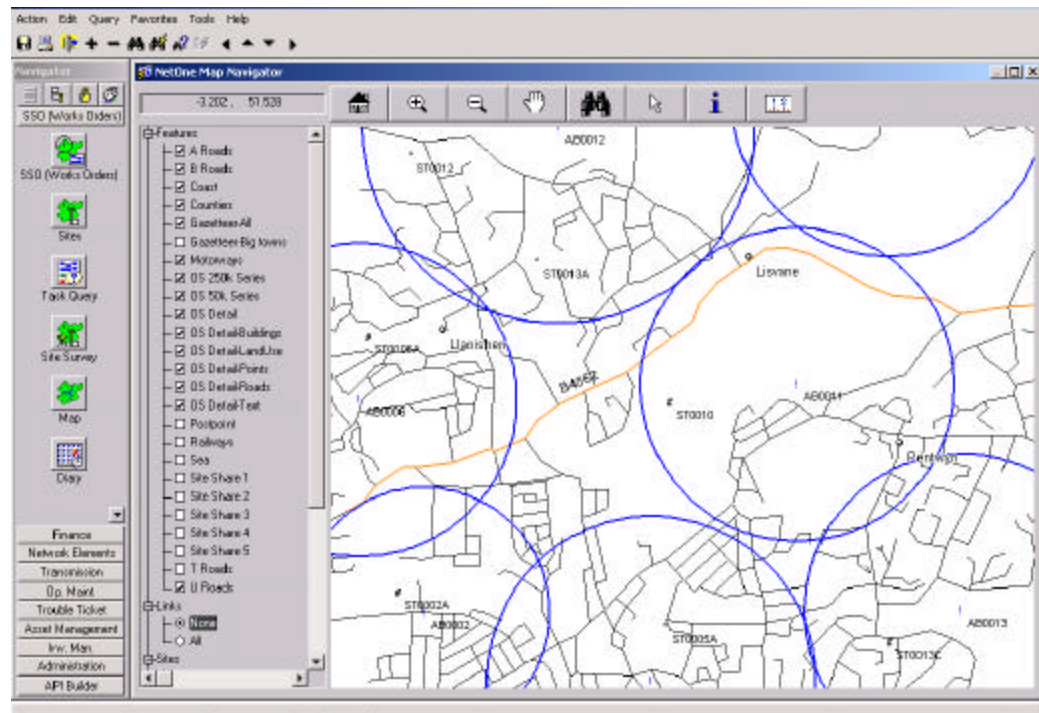 Action Edit Query Favorites Tools Help
Navigator
NetOne Map Navigator
-3.202 , 51.528
SSO (Works Orders)
SSO (Works Orders)
Sites
Task Query
Site Survey
Map
Diary
Finance
Network Elements
Transmission
Op. Maint
Trouble Ticket
Asset Management
Inv. Man.
Administration
API Builder
Features
A Roads
B Roads
Coast
Counties
Gazetteer-All
Gazetteer-Big towns
Motorways
OS 250k Series
OS 50k Series
OS Detail
OS Detail-Buildings
OS Detail-LandUse
OS Detail-Points
OS Detail-Roads
OS Detail-Text
Postpoint
Railways
Sea
Site Share 1
Site Share 2
Site Share 3
Site Share 4
Site Share 5
T Roads
U Roads
Links
None
All
Sites
AB0012
ST0012
Lisvane
ST0013A
Llanishen
AB0006
B4562
AB0011
ST0010
Pentwyn
ST0002A
AB0002
ST0005A
AB0013
ST0013C